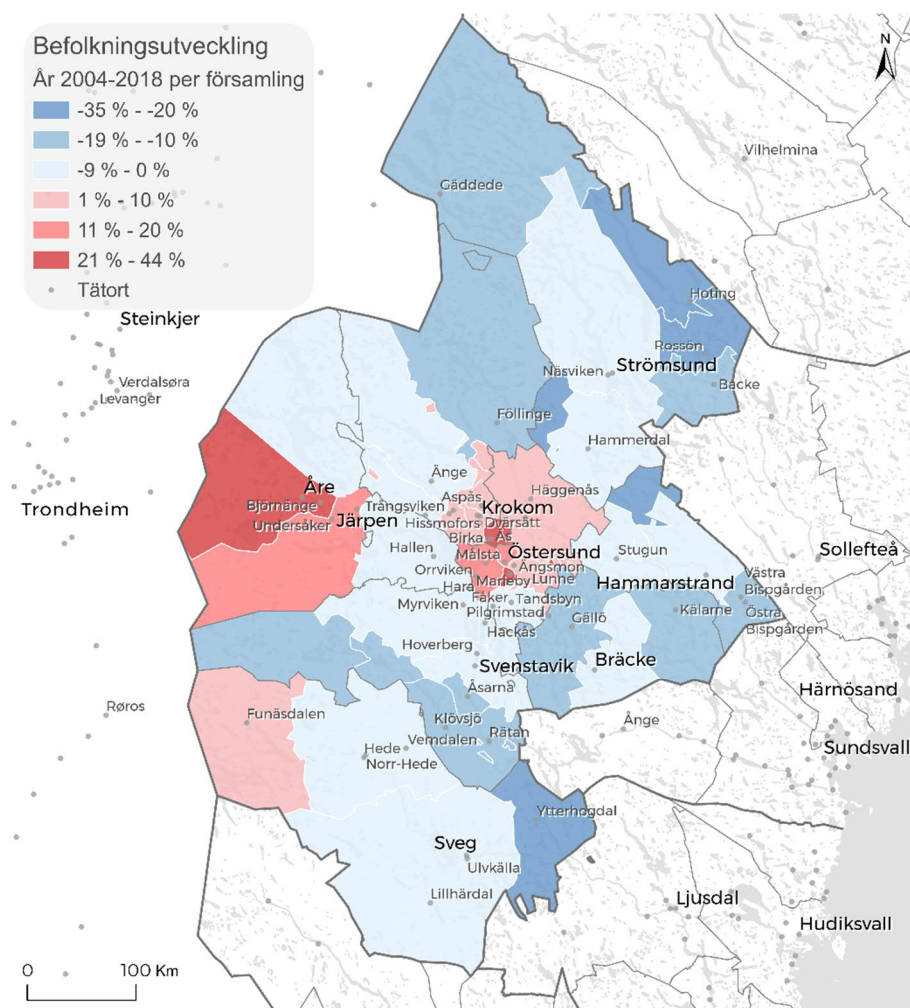 Befolkningsutveckling
År 2004-2018 per församling
-35 % - -20 %
-19 % - -10 %
-9 % - 0 %
1 % - 10 %
11 % - 20 %
21 % - 44 %
Tätort
N
Vilhelmina
Gäddede
Hoting
Steinkjer
Rossön
Strömsund
Näsviken
Backe
Verdalsøra
Levanger
Föllinge
Hammerdal
Änge
Åre
Björnänge
Trångsviken
Aspås
Häggenås
Krokom
Trondheim
Undersåker
Järpen
Hissmofors
Dvärsätt
Birka
Ås
Hallen
Målsta
Östersund
Stugun
Sollefteå
Orrviken
Ängsmon
Hara
Marieby
Lunne
Hammarstrand
Västra
Bispgården
Fåker
Tandsbyn
Myrviken
Pilgrimstad
Gällö
Kälarne
Östra
Bispgården
Hackås
Hoverberg
Svenstavik
Bräcke
Åsarna
Härnösand
Røros
Funäsdalen
Klövsjö
Ånge
Vemdalen
Rätan
Hede
Norr-Hede
Sundsvall
Ytterhogdal
Sveg
Ulvkälla
Lillhärdal
Ljusdal
Hudiksvall
0 100 Km